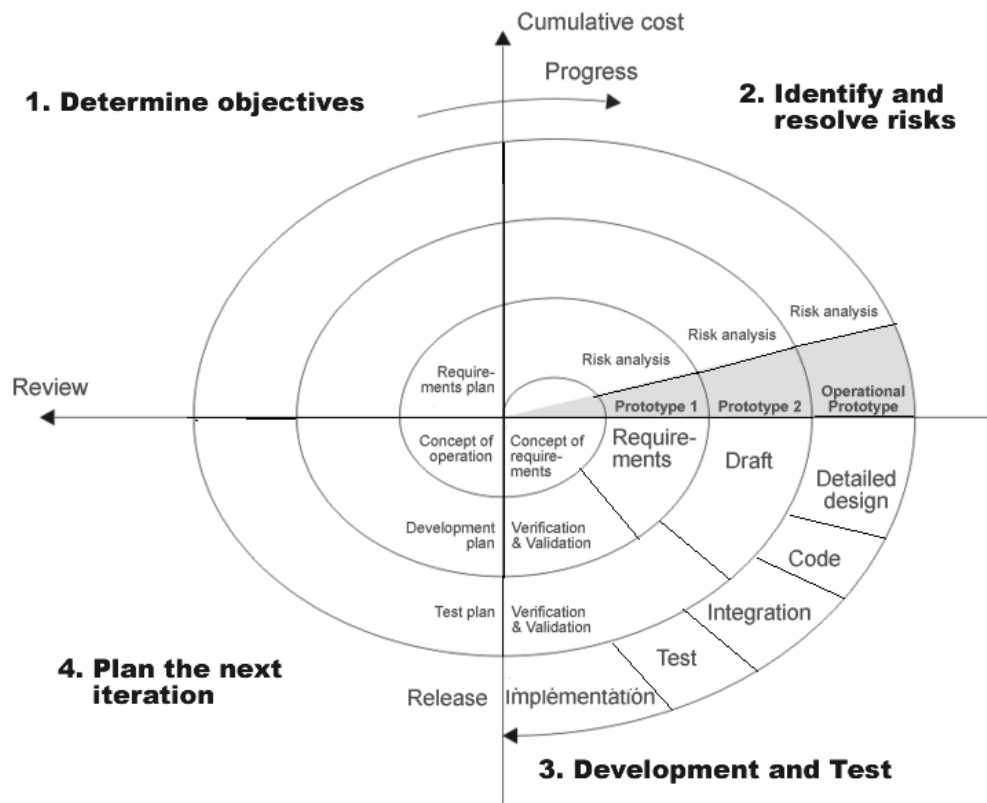 Cumulative cost
Progress
1. Determine objectives
2. Identify and
resolve risks
Risk analysis
Risk analysis
Risk analysis
Require-
ments plan
Review
Prototype 1
Prototype 2
Operational
Prototype
Concept of
operation
Concept of
require-
ments
Require-
ments
Draft
Detailed
design
Development
plan
Verification
& Validation
Code
Test plan
Verification
& Validation
Integration
Test
4. Plan the next
iteration
Release
Implementation
3. Development and Test